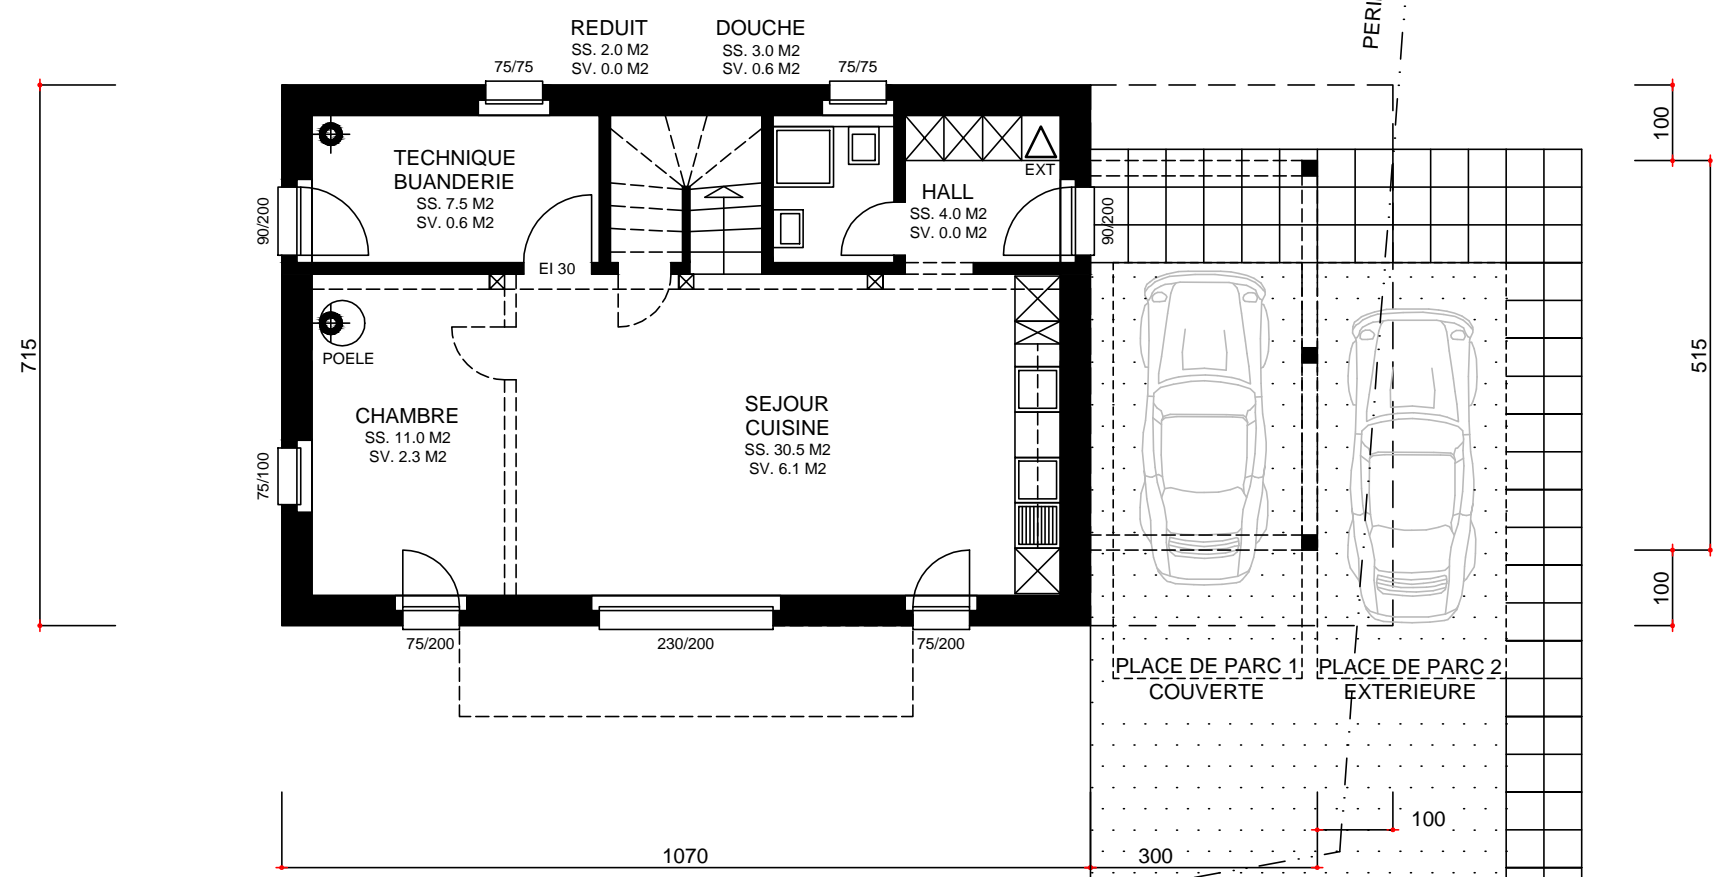 REDUIT
SS. 2.0 M2
SV. 0.0 M2
DOUCHE
SS. 3.0 M2
SV. 0.6 M2
75/75
75/75
PERI
100
TECHNIQUE
BUANDERIE
SS. 7.5 M2
SV. 0.6 M2
EXT
HALL
SS. 4.0 M2
SV. 0.0 M2
90/200
90/200
EI 30
715
POELE
515
CHAMBRE
SS. 11.0 M2
SV. 2.3 M2
SEJOUR
CUISINE
SS. 30.5 M2
SV. 6.1 M2
75/100
100
75/200
230/200
75/200
PLACE DE PARC 1
COUVERTE
PLACE DE PARC 2
EXTERIEURE
100
1070
300